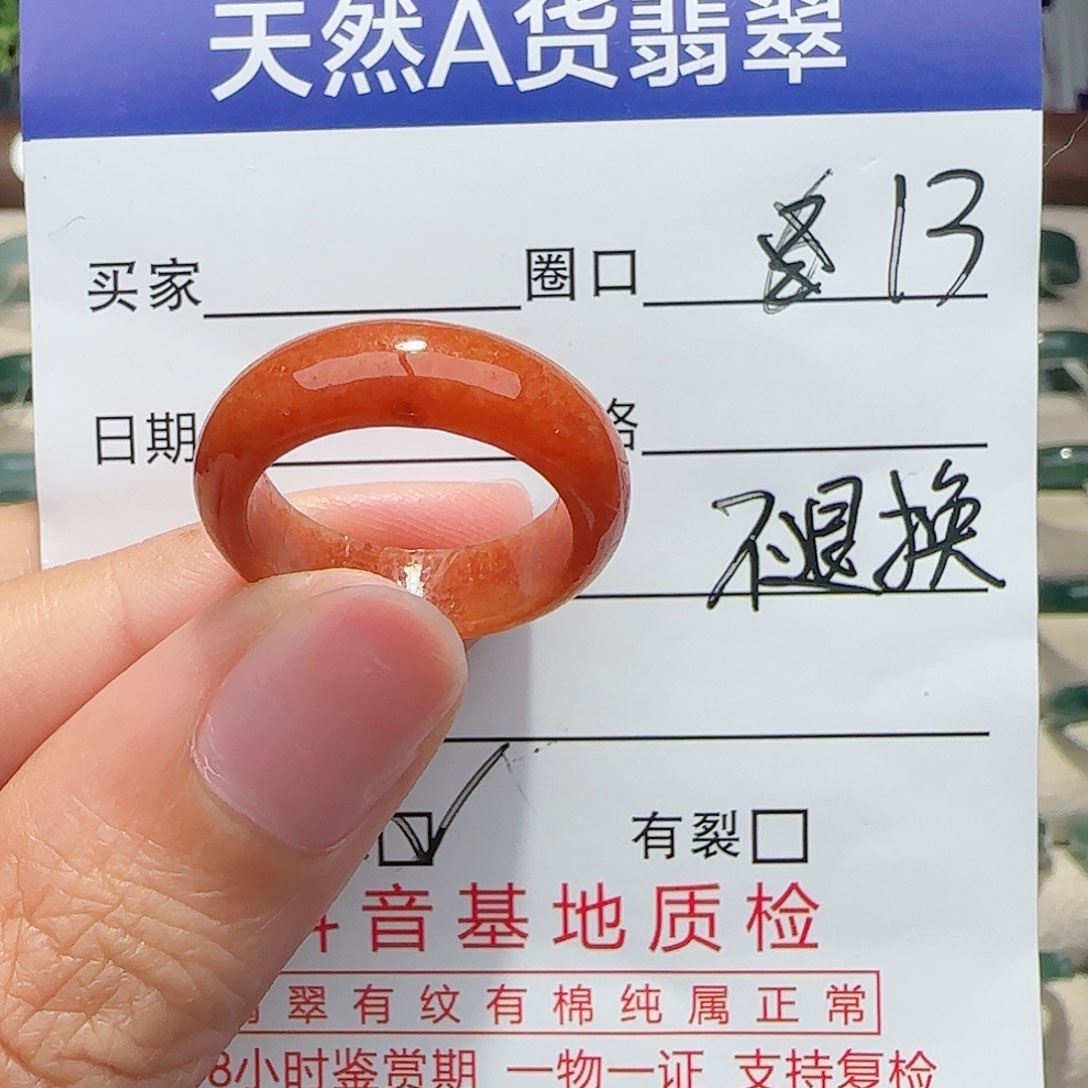 天然A货翡翠
买家 圈口 13
日期 格
不退换
有裂
音基地质检
翠有纹有棉纯属正常
8小时鉴赏期 一物一证 支持复检